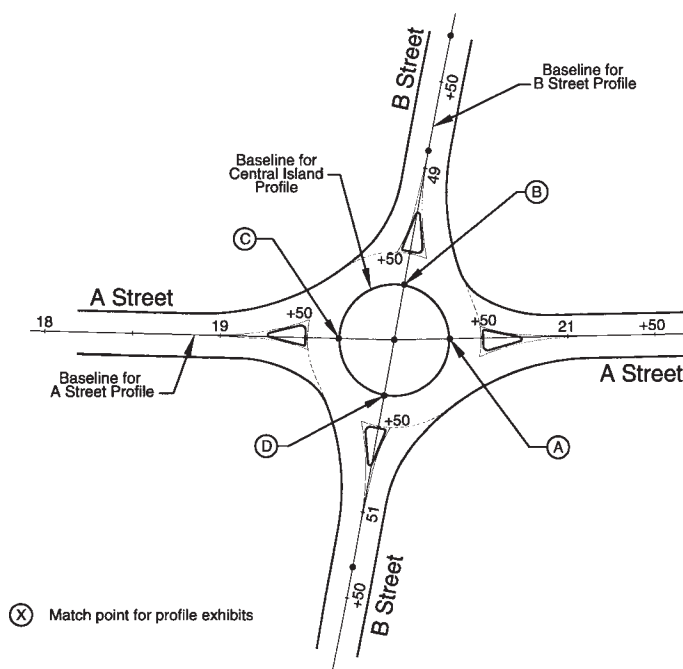 B Street
+50
Baseline for
B Street Profile
Baseline for
Central Island
Profile
49
B
C
+50
A Street
+50
+50
18
19
21
+50
Baseline for
A Street Profile
A Street
+50
D
A
51
+50
B Street
X Match point for profile exhibits